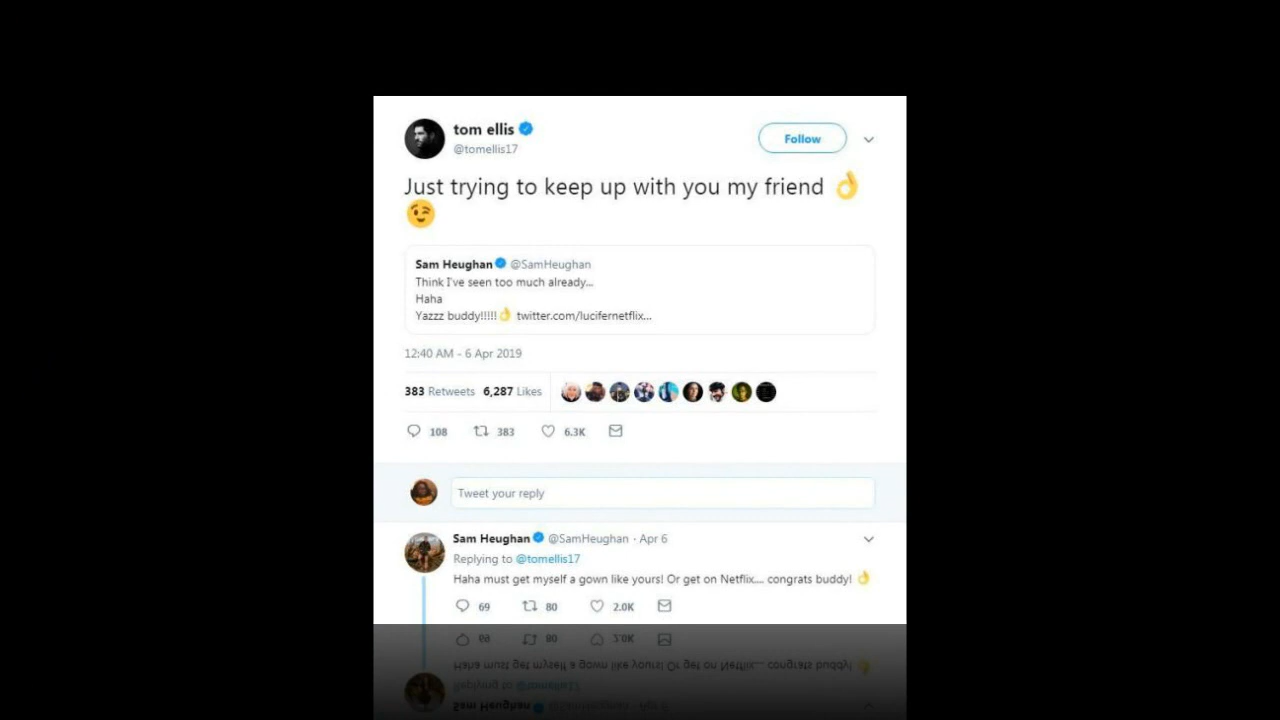 tom ellis
@tomellis17
Follow
Just trying to keep up with you my friend 👌
😉
Sam Heughan @SamHeughan
Think I've seen too much already...
Haha
Yazzz buddy!!!!!👌 twitter.com/lucifernetflix...
12:40 AM - 6 Apr 2019
383 Retweets 6,287 Likes
108 383 6.3K
Tweet your reply
Sam Heughan @SamHeughan · Apr 6
Replying to @tomellis17
Haha must get myself a gown like yours! Or get on Netflix.... congrats buddy! 👌
69 80 2.0K